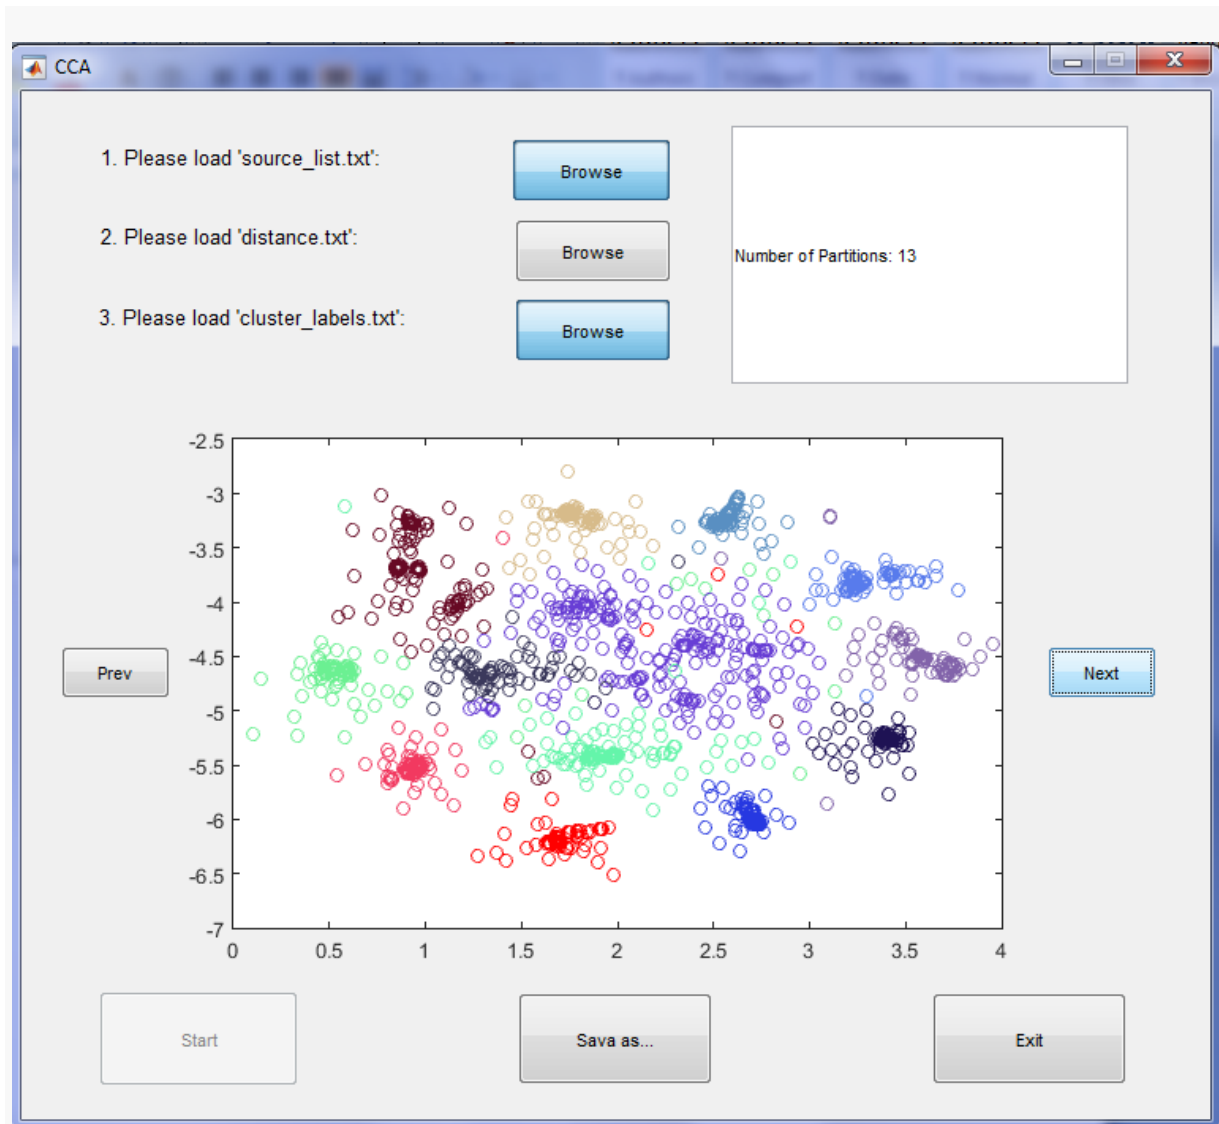 CCA
1. Please load 'source_list.txt':
Browse
2. Please load 'distance.txt':
Browse
3. Please load 'cluster_labels.txt':
Browse
Number of Partitions: 13
-2.5
-3
-3.5
-4
-4.5
-5
-5.5
-6
-6.5
-7
0 0.5 1 1.5 2 2.5 3 3.5 4
Prev
Next
Start
Sava as...
Exit